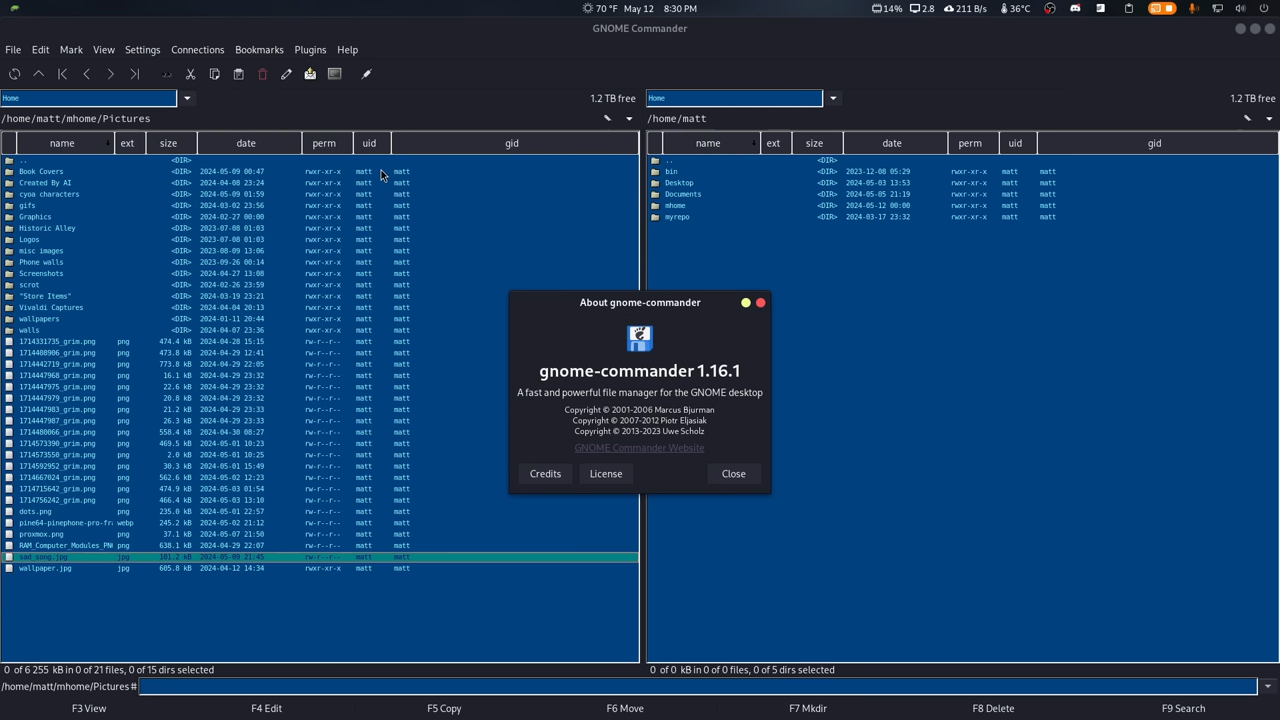 70 °F May 12 8:30 PM 14% 2.8 211 B/s 36°C
GNOME Commander
File Edit Mark View Settings Connections Bookmarks Plugins Help
Home 1.2 TB free Home 1.2 TB free
/home/matt/mhome/Pictures /home/matt
name ext size date perm uid gid name ext size date perm uid gid
.. <DIR> .. <DIR>
Book Covers <DIR> 2024-05-09 00:47 rwxr-xr-x matt matt bin <DIR> 2023-12-08 05:29 rwxr-xr-x matt matt
Created By AI <DIR> 2024-04-08 23:24 rwxr-xr-x matt matt Desktop <DIR> 2024-05-03 13:53 rwxr-xr-x matt matt
cyoa characters <DIR> 2024-05-09 01:59 rwxr-xr-x matt matt Documents <DIR> 2024-05-05 21:19 rwxr-xr-x matt matt
gifs <DIR> 2024-03-02 23:56 rwxr-xr-x matt matt mhome <DIR> 2024-05-12 00:00 rwxr-xr-x matt matt
Graphics <DIR> 2024-02-27 00:00 rwxr-xr-x matt matt myrepo <DIR> 2024-03-17 23:32 rwxr-xr-x matt matt
Historic Alley <DIR> 2023-07-08 01:03 rwxr-xr-x matt matt
Logos <DIR> 2023-07-08 01:03 rwxr-xr-x matt matt
misc images <DIR> 2023-08-09 13:06 rwxr-xr-x matt matt
Phone walls <DIR> 2023-09-26 00:14 rwxr-xr-x matt matt
Screenshots <DIR> 2024-04-27 13:08 rwxr-xr-x matt matt
scrot <DIR> 2024-02-26 23:59 rwxr-xr-x matt matt
"Store Items" <DIR> 2024-03-19 23:21 rwxr-xr-x matt matt
Vivaldi Captures <DIR> 2024-04-04 20:13 rwxr-xr-x matt matt
wallpapers <DIR> 2024-01-11 20:44 rwxr-xr-x matt matt
walls <DIR> 2024-04-07 23:36 rwxr-xr-x matt matt
1714331735_grim.png png 474.4 kB 2024-04-28 15:15 rw-r--r-- matt matt
1714408906_grim.png png 473.8 kB 2024-04-29 12:41 rw-r--r-- matt matt
1714442719_grim.png png 773.8 kB 2024-04-29 22:05 rw-r--r-- matt matt
1714447968_grim.png png 16.1 kB 2024-04-29 23:32 rw-r--r-- matt matt
1714447975_grim.png png 22.6 kB 2024-04-29 23:32 rw-r--r-- matt matt
1714447979_grim.png png 20.8 kB 2024-04-29 23:32 rw-r--r-- matt matt
1714447983_grim.png png 21.2 kB 2024-04-29 23:33 rw-r--r-- matt matt
1714447987_grim.png png 26.3 kB 2024-04-29 23:33 rw-r--r-- matt matt
1714480066_grim.png png 558.4 kB 2024-04-30 08:27 rw-r--r-- matt matt
1714573390_grim.png png 469.5 kB 2024-05-01 10:23 rw-r--r-- matt matt
1714573550_grim.png png 2.0 kB 2024-05-01 10:25 rw-r--r-- matt matt
1714592952_grim.png png 30.3 kB 2024-05-01 15:49 rw-r--r-- matt matt
1714667024_grim.png png 562.6 kB 2024-05-02 12:23 rw-r--r-- matt matt
1714715642_grim.png png 474.9 kB 2024-05-03 01:54 rw-r--r-- matt matt
1714756242_grim.png png 466.4 kB 2024-05-03 13:10 rw-r--r-- matt matt
dots.png png 235.0 kB 2024-05-01 22:57 rw-r--r-- matt matt
pine64-pinephone-pro-fr webp 245.2 kB 2024-05-02 21:12 rw-r--r-- matt matt
proxmox.png png 37.1 kB 2024-05-07 21:50 rw-r--r-- matt matt
RAM_Computer_Modules_PN png 638.1 kB 2024-04-29 22:07 rw-r--r-- matt matt
sad_song.jpg jpg 101.2 kB 2024-05-09 21:45 rw-r--r-- matt matt
wallpaper.jpg jpg 605.8 kB 2024-04-12 14:34 rwxr-xr-x matt matt
About gnome-commander
gnome-commander 1.16.1
A fast and powerful file manager for the GNOME desktop
Copyright © 2001-2006 Marcus Bjurman
Copyright © 2007-2012 Piotr Eljasiak
Copyright © 2013-2023 Uwe Scholz
GNOME Commander Website
Credits License Close
0 of 6 255 kB in 0 of 21 files, 0 of 15 dirs selected 0 of 0 kB in 0 of 0 files, 0 of 5 dirs selected
/home/matt/mhome/Pictures#
F3 View F4 Edit F5 Copy F6 Move F7 Mkdir F8 Delete F9 Search